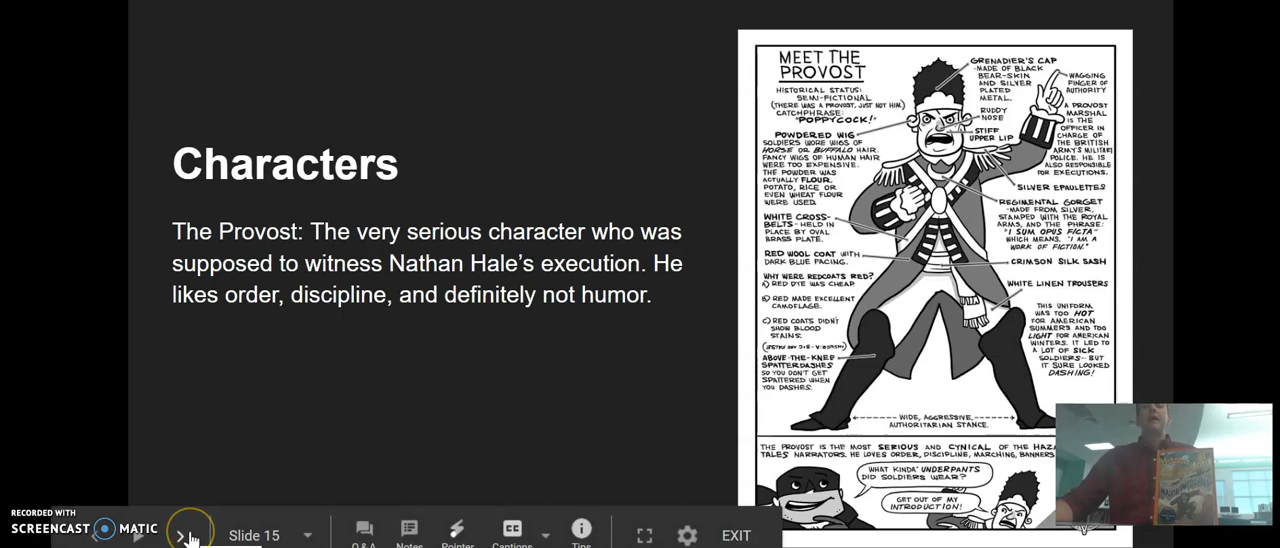 Characters
The Provost: The very serious character who was
supposed to witness Nathan Hale's execution. He
likes order, discipline, and definitely not humor.
MEET THE
PROVOST
HISTORICAL STATUS:
SEMI-FICTIONAL
(THERE WAS A PROVOST, JUST NOT HIM)
CATCHPHRASE:
"POPPYCOCK!"
POWDERED WIG
SOLDIERS WORE WIGS OF
HORSE OR BUFFALO HAIR.
FANCY WIGS OF HUMAN HAIR
WERE TOO EXPENSIVE.
THE POWDER WAS
ACTUALLY FLOUR.
POTATO, RICE OR
EVEN WHEAT FLOUR
WERE USED.
WHITE CROSS-
BELTS - HELD IN
PLACE BY OVAL
BRASS PLATE.
RED WOOL COAT WITH
DARK BLUE FACING.
WHY WERE REDCOATS RED?
A) RED DYE WAS CHEAP
B) RED MADE EXCELLENT
CAMOFLAGE.
C) RED COATS DIDN'T
SHOW BLOOD
STAINS.
ABOVE-THE-KNEE
SPATTERDASHES
SO YOU DON'T GET
SPATTERED WHEN
YOU DASHES.
GRENADIER'S CAP
-MADE OF BLACK
BEAR-SKIN
AND SILVER
PLATED
METAL.
WAGGING
FINGER OF
AUTHORITY
RUDDY
NOSE
STIFF
UPPER LIP
A PROVOST
MARSHAL
IS THE
OFFICER IN
CHARGE OF
THE BRITISH
ARMY'S MILITARY
POLICE. HE IS
ALSO RESPONSIBLE
FOR EXECUTIONS.
SILVER EPAULETTES
REGIMENTAL GORGET
-MADE FROM SILVER,
STAMPED WITH THE ROYAL
ARMS, AND THE PHRASE:
"I SUM OPUS FICTA"
WHICH MEANS, "I AM A
WORK OF FICTION."
CRIMSON SILK SASH
WHITE LINEN TROUSERS
THIS UNIFORM
WAS TOO HOT
FOR AMERICAN
SUMMERS AND TOO
LIGHT FOR AMERICAN
WINTERS. IT LED TO
A LOT OF SICK
SOLDIERS - BUT
IT SURE LOOKED
DASHING!
WIDE, AGGRESSIVE,
AUTHORITARIAN STANCE.
THE PROVOST IS THE MOST SERIOUS AND CYNICAL OF THE HAZA
TALES NARRATORS. HE LOVES ORDER, DISCIPLINE, MARCHING, BANNERS
WHAT KINDA' UNDERPANTS
DID SOLDIERS WEAR?
GET OUT OF MY
INTRODUCTION!
RECORDED WITH
SCREENCAST MATIC
Slide 15
Q & A
Notes
Pointer
Captions
Tips
EXIT